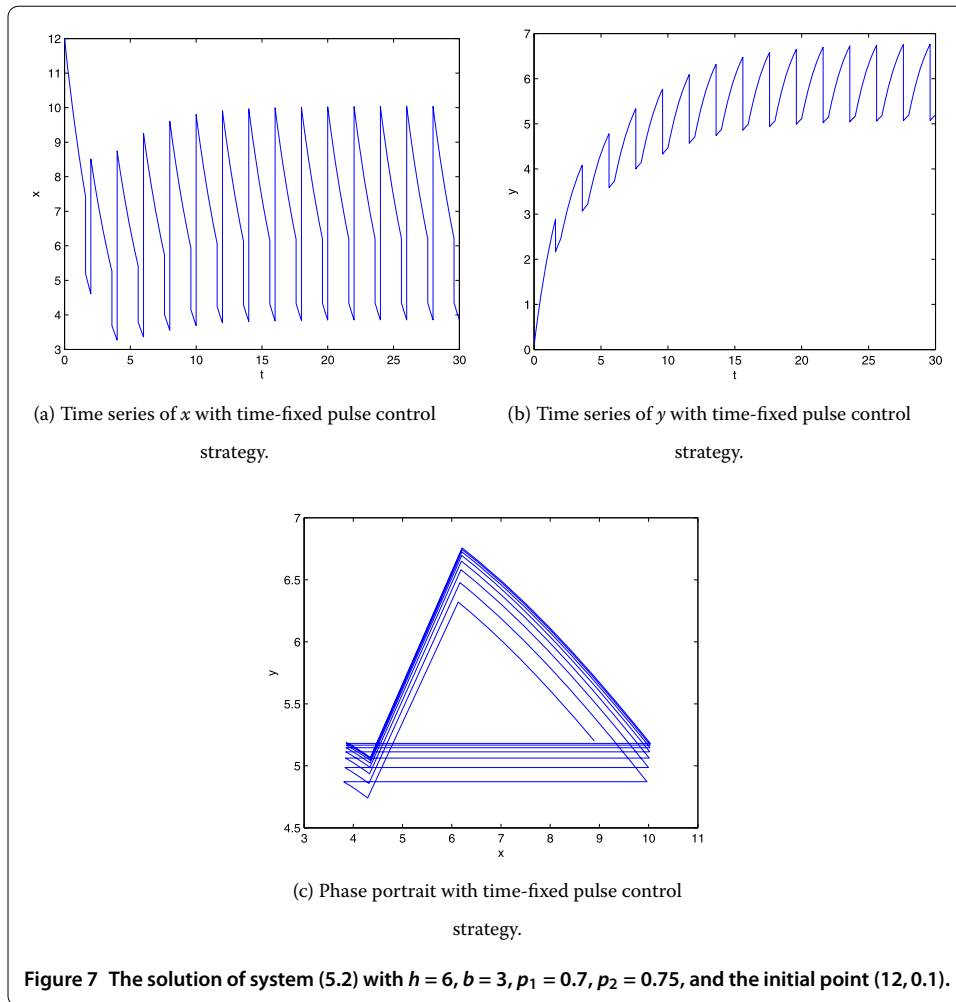 12
11
10
9
8
7
6
5
4
3
x
0 5 10 15 20 25 30
t
(a) Time series of x with time-fixed pulse control
strategy.
7
6
5
4
3
2
1
0
y
0 5 10 15 20 25 30
t
(b) Time series of y with time-fixed pulse control
strategy.
7
6.5
6
5.5
5
4.5
y
3 4 5 6 7 8 9 10 11
x
(c) Phase portrait with time-fixed pulse control
strategy.
Figure 7 The solution of system (5.2) with h = 6, b = 3, p₁ = 0.7, p₂ = 0.75, and the initial point (12, 0.1).